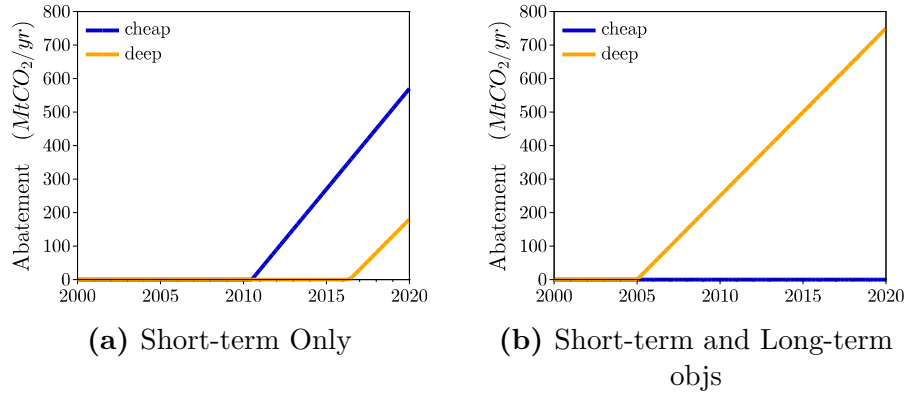 800
700
600
500
400
300
200
100
0
Abatement (MtCO2/yr)
cheap
deep
2000 2005 2010 2015 2020
(a) Short-term Only
800
700
600
500
400
300
200
100
0
Abatement (MtCO2/yr)
cheap
deep
2000 2005 2010 2015 2020
(b) Short-term and Long-term
objs